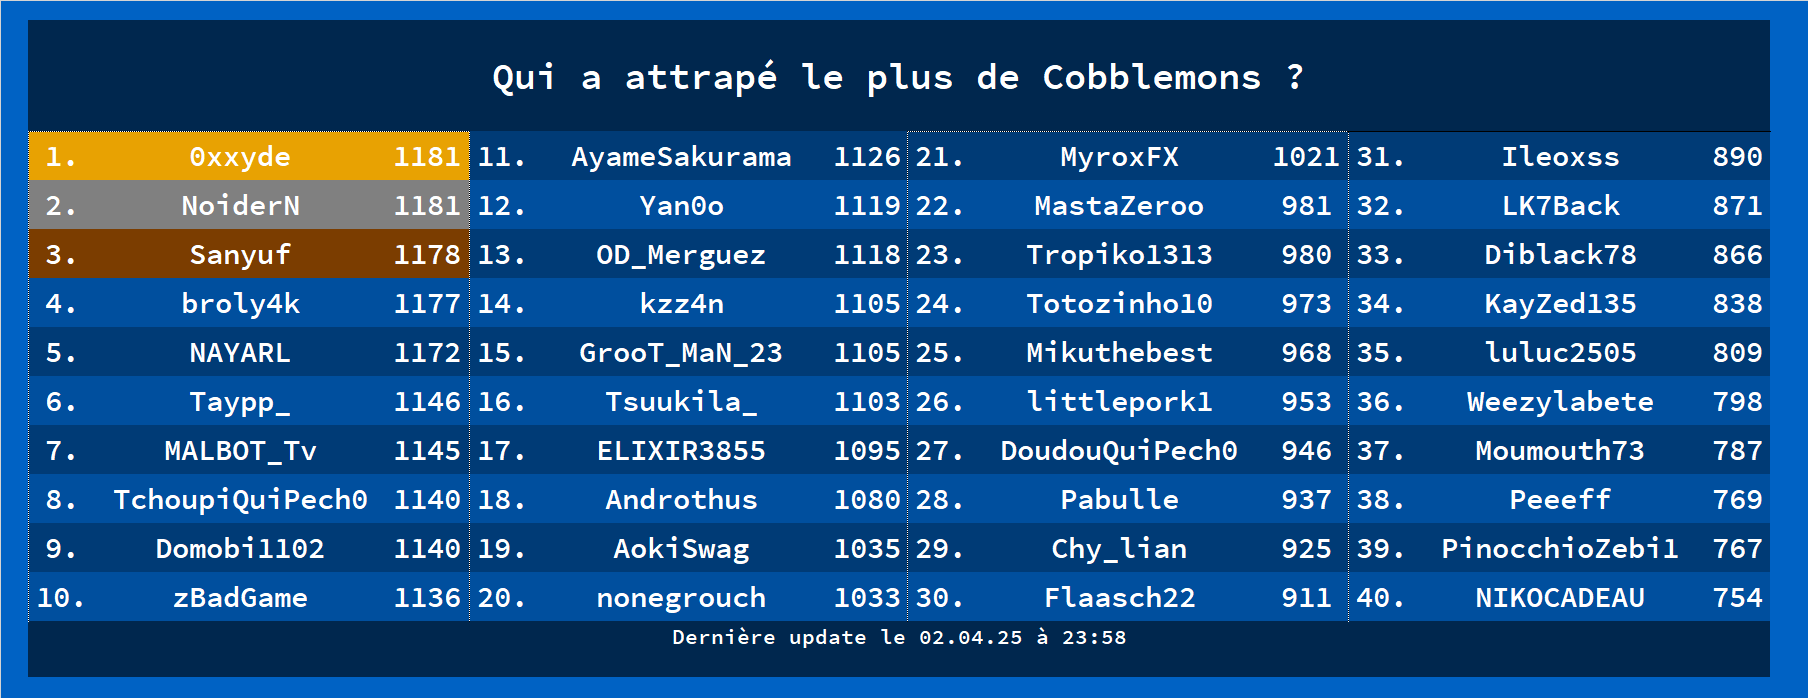 Qui a attrapé le plus de Cobblemons ?
1. 0xxyde 1181 11. AyameSakurama 1126 21. MyroxFX 1021 31. Ileoxss 890
2. NoiderN 1181 12. Yan0o 1119 22. MastaZeroo 981 32. LK7Back 871
3. Sanyuf 1178 13. OD_Merguez 1118 23. Tropiko1313 980 33. Diblack78 866
4. broly4k 1177 14. kzz4n 1105 24. Totozinho10 973 34. KayZed135 838
5. NAYARL 1172 15. GrooT_MaN_23 1105 25. Mikuthebest 968 35. luluc2505 809
6. Taypp_ 1146 16. Tsuukila_ 1103 26. littlepork1 953 36. Weezylabete 798
7. MALBOT_Tv 1145 17. ELIXIR3855 1095 27. DoudouQuiPech0 946 37. Moumouth73 787
8. TchoupiQuiPech0 1140 18. Androthus 1080 28. Pabulle 937 38. Peeeff 769
9. Domobi1102 1140 19. AokiSwag 1035 29. Chy_lian 925 39. PinocchioZebi1 767
10. zBadGame 1136 20. nonegrouch 1033 30. Flaasch22 911 40. NIKOCADEAU 754
Dernière update le 02.04.25 à 23:58